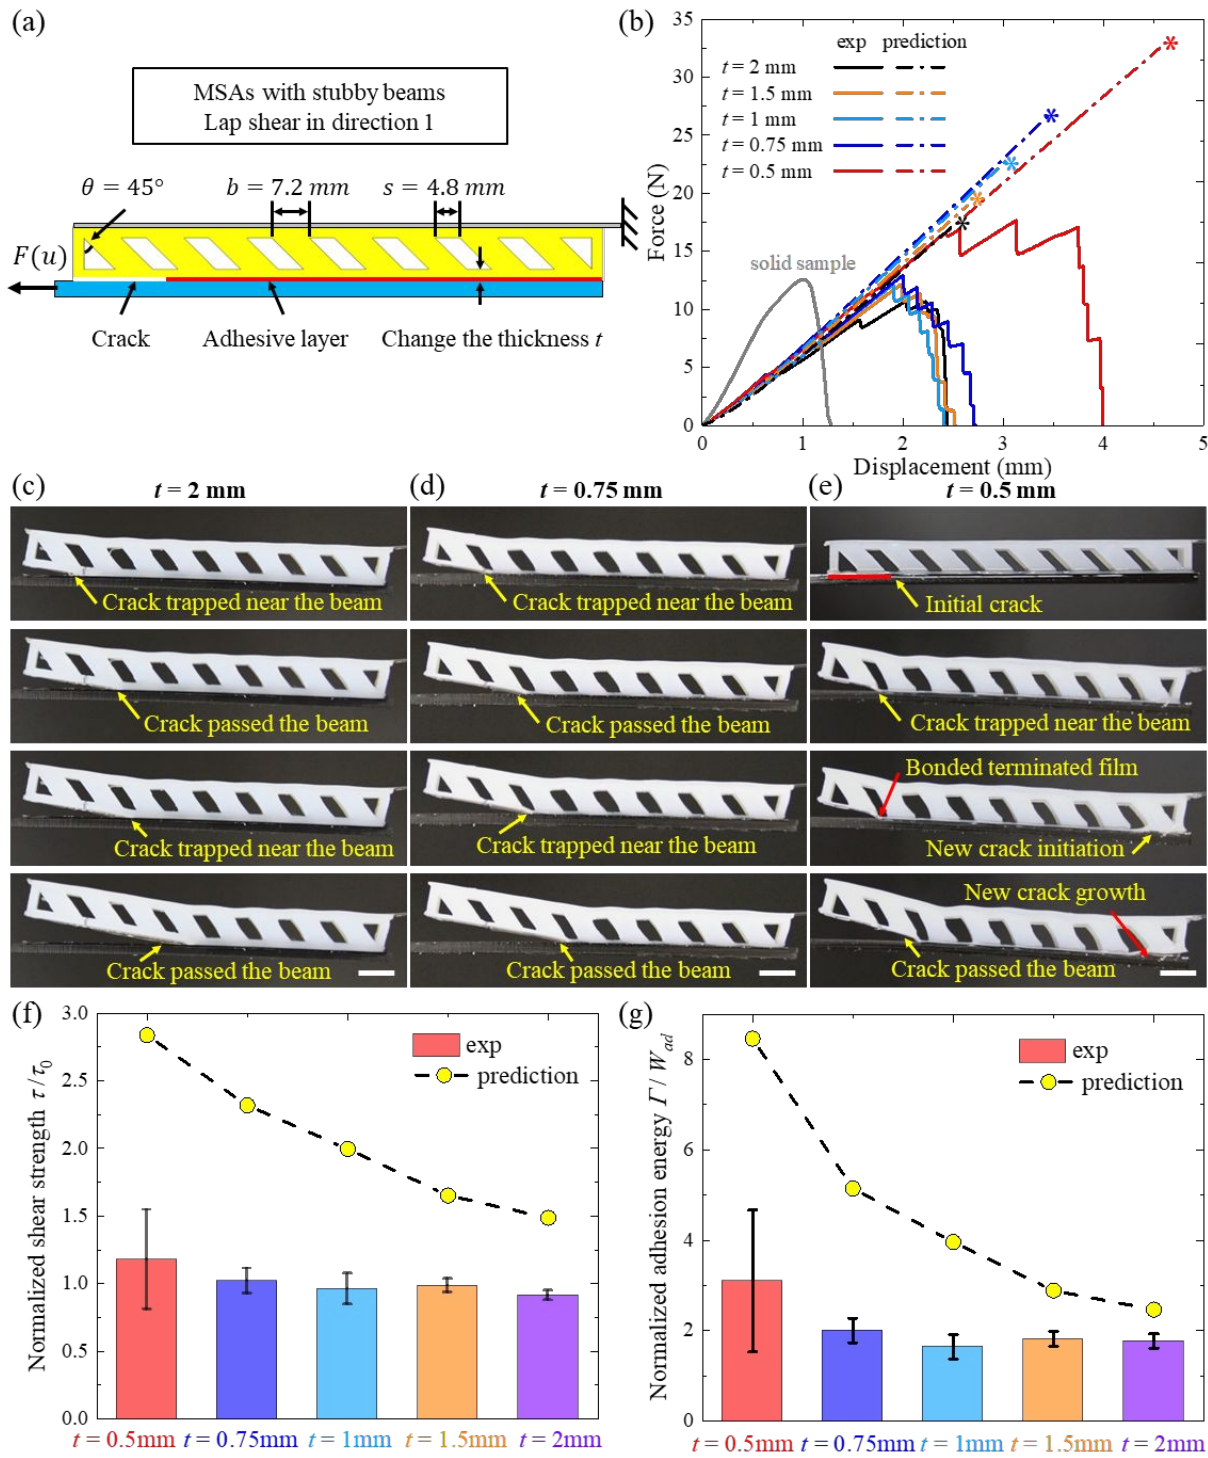 (a)
MSAs with stubby beams
Lap shear in direction 1
θ = 45°
b = 7.2 mm
s = 4.8 mm
F(u)
Crack
Adhesive layer
Change the thickness t
(b)
35
30
25
20
15
10
5
0
Force (N)
exp prediction
t = 2 mm
t = 1.5 mm
t = 1 mm
t = 0.75 mm
t = 0.5 mm
solid sample
0 1 2 3 4 5
Displacement (mm)
(c)
t = 2 mm
Crack trapped near the beam
Crack passed the beam
Crack trapped near the beam
Crack passed the beam
(d)
t = 0.75 mm
Crack trapped near the beam
Crack passed the beam
Crack trapped near the beam
Crack passed the beam
(e)
t = 0.5 mm
Initial crack
Crack trapped near the beam
Bonded terminated film
New crack initiation
New crack growth
Crack passed the beam
(f)
3.0
2.5
2.0
1.5
1.0
0.5
0.0
Normalized shear strength τ/τ0
exp
prediction
t = 0.5mm t = 0.75mm t = 1mm t = 1.5mm t = 2mm
(g)
8
6
4
2
0
Normalized adhesion energy Γ / Wad
exp
prediction
t = 0.5mm t = 0.75mm t = 1mm t = 1.5mm t = 2mm